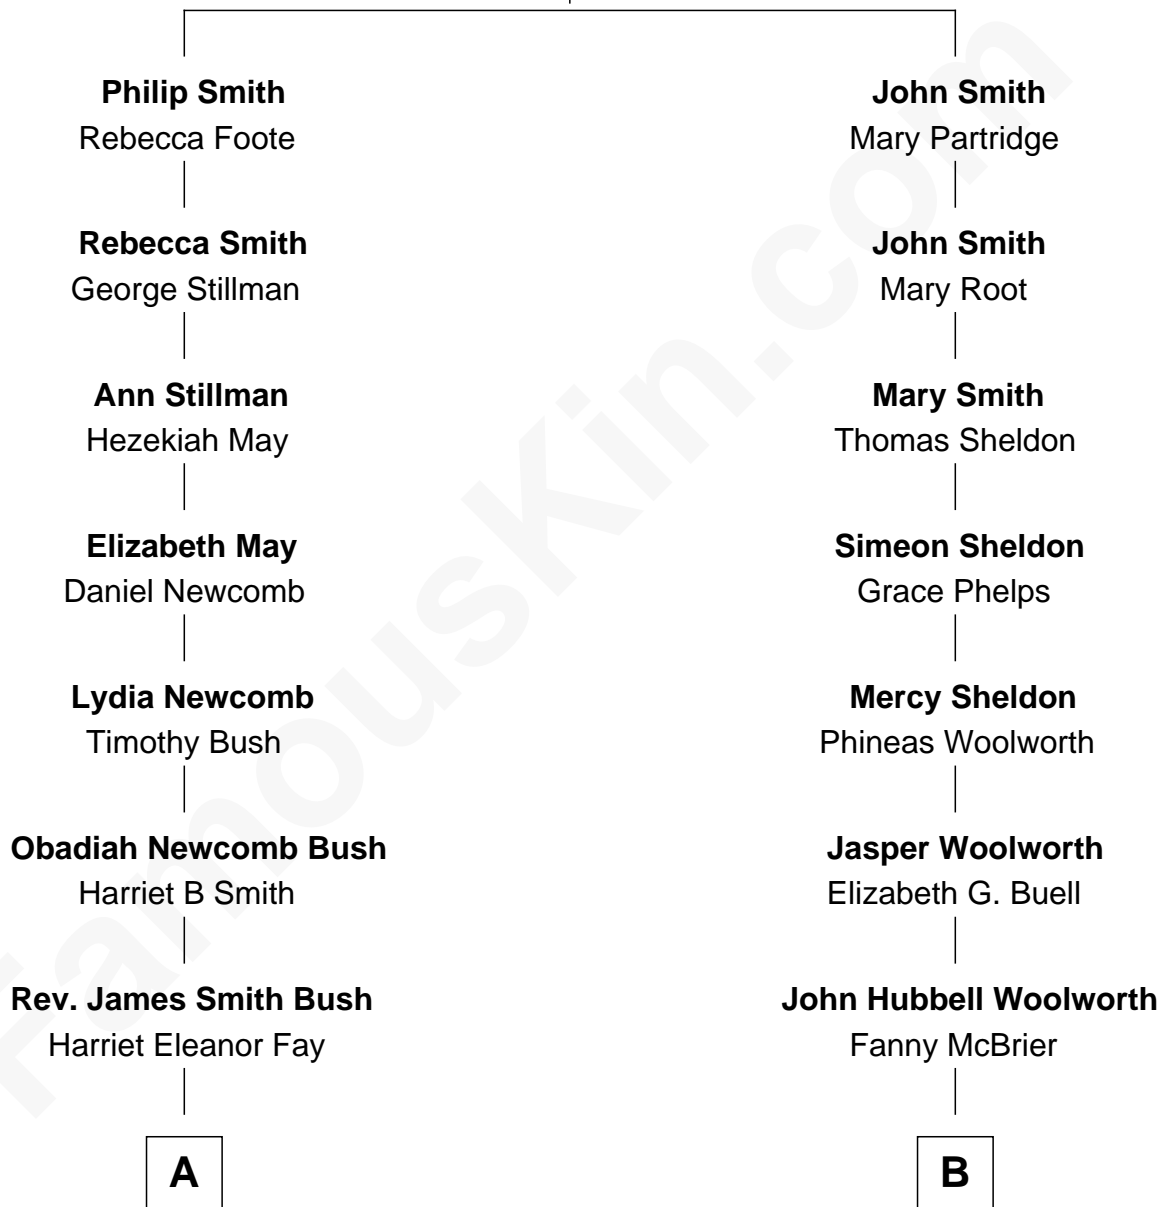 Philip Smith
Rebecca Foote
Rebecca Smith
George Stillman
Ann Stillman
Hezekiah May
Elizabeth May
Daniel Newcomb
Lydia Newcomb
Timothy Bush
Obadiah Newcomb Bush
Harriet B Smith
Rev. James Smith Bush
Harriet Eleanor Fay
A
John Smith
Mary Partridge
John Smith
Mary Root
Mary Smith
Thomas Sheldon
Simeon Sheldon
Grace Phelps
Mercy Sheldon
Phineas Woolworth
Jasper Woolworth
Elizabeth G. Buell
John Hubbell Woolworth
Fanny McBrier
B
FamousKin.com